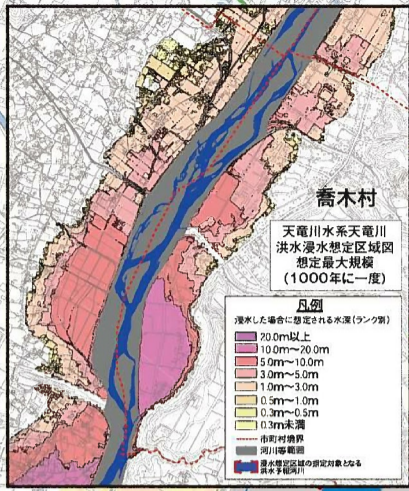 喬木村
天竜川水系天竜川
洪水浸水想定区域図
想定最大規模
(1000年に一度)
凡例
浸水した場合に想定される水深(ランク別)
20.0m以上
10.0m～20.0m
5.0m～10.0m
3.0m～5.0m
1.0m～3.0m
0.5m～1.0m
0.3m～0.5m
0.3m未満
市町村境界
河川等範囲
浸水想定区域の指定対象となる
洪水予報河川